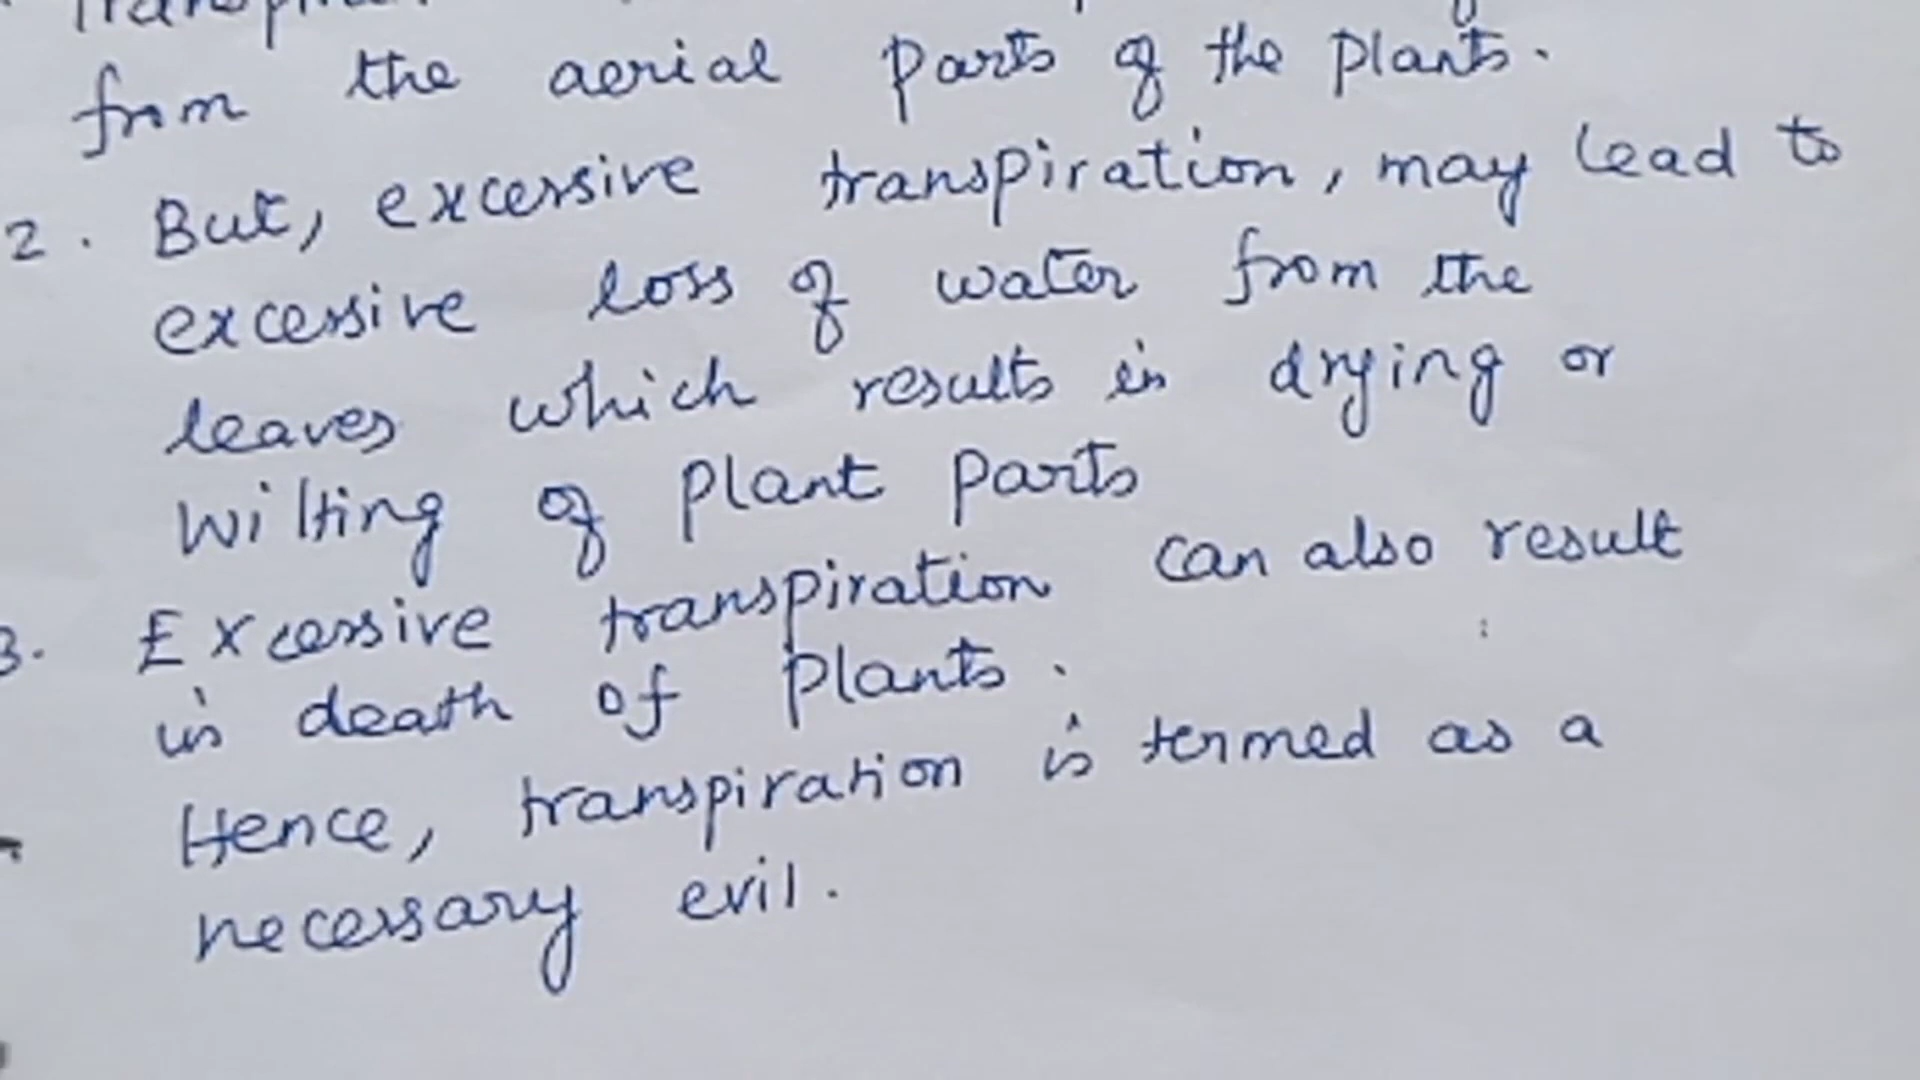 from the aerial parts of the plants.
2. But, excessive transpiration, may lead to
excessive loss of water from the
leaves which results in drying or
wilting of plant parts
3. Excessive transpiration can also result
in death of plants.
Hence, transpiration is termed as a
necessary evil.